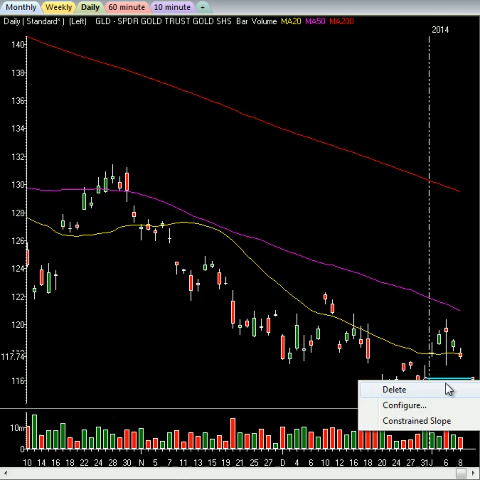 Monthly Weekly Daily 60 minute 10 minute +
Daily [ Standard* ] (Left) GLD - SPDR GOLD TRUST GOLD SHS Bar Volume MA20 MA50 MA200
2014
140
138
136
134
132
130
128
126
124
122
120
117.74
116
Delete
Configure...
Constrained Slope
10m
10 14 16 18 22 24 28 30 N 5 7 11 13 15 19 21 25 27 D 4 6 10 12 16 18 20 24 27 31 J 6 8